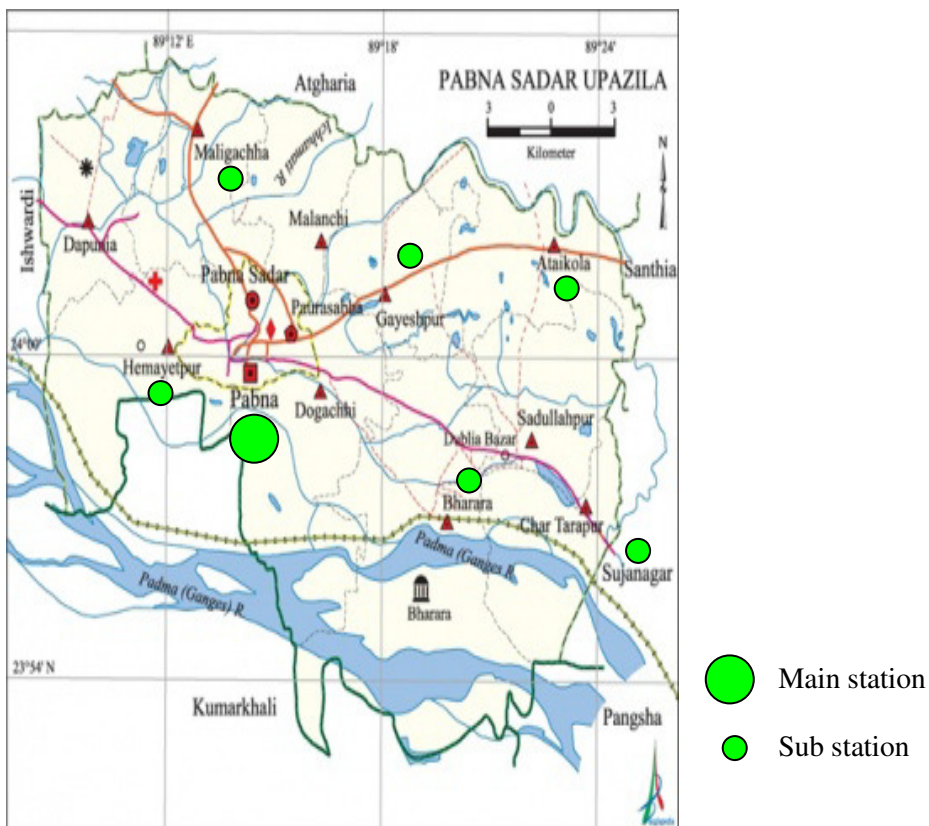 89°12' E
89°18'
89°24'
Atgharia
PABNA SADAR UPAZILA
3 0 3
Kilometer
N
Maligachha
Ichhamati R.
Ishwardi
Dapunia
Malanchi
Ataikola
Santhia
Pabna Sadar
Paurasabha
Gayeshpur
24°00'
Hemayetpur
Pabna
Dogachhi
Sadullahpur
Dublia Bazar
Bharara
Char Tarapur
Padma (Ganges R.
Sujanagar
Padma (Ganges) R.
Bharara
23°54' N
Kumarkhali
Pangsha
Main station
Sub station